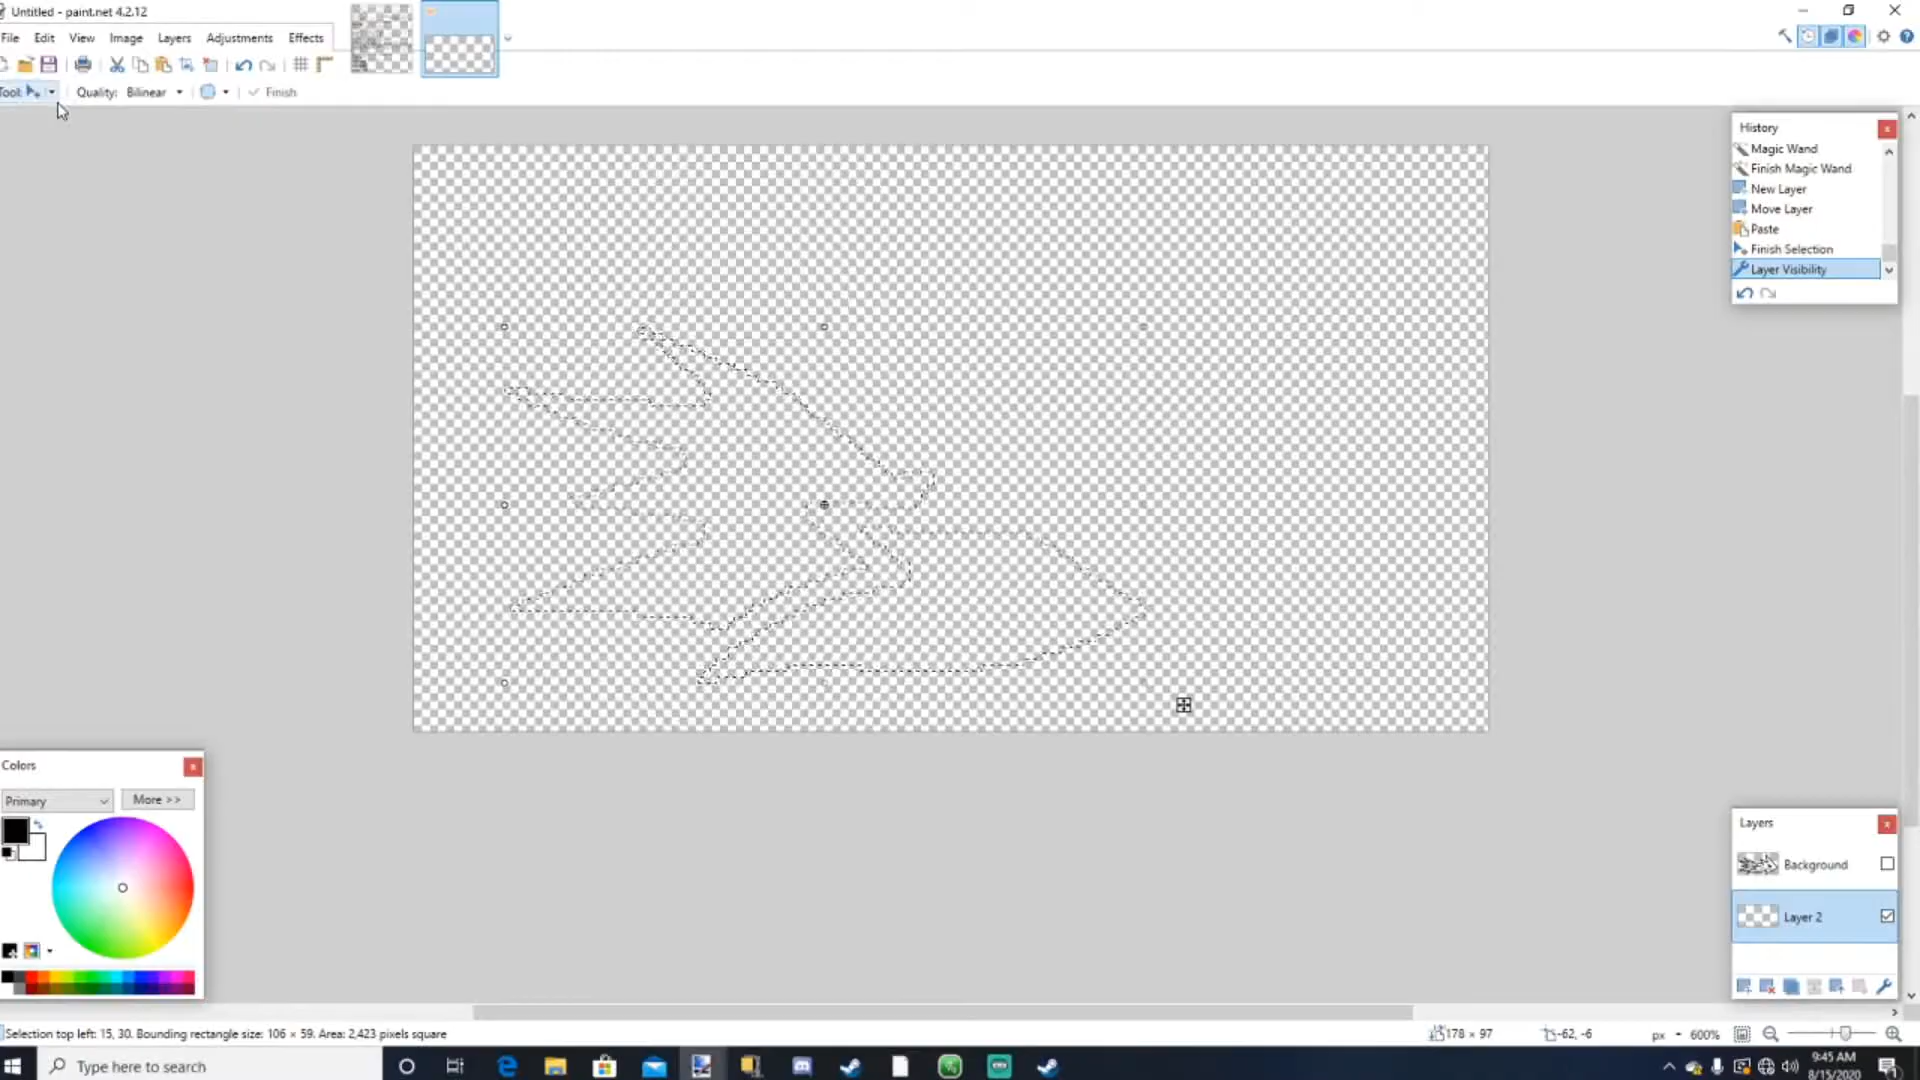 Untitled - paint.net 4.2.12
File Edit View Image Layers Adjustments Effects
Tool: Quality: Bilinear Finish
History
Magic Wand
Finish Magic Wand
New Layer
Move Layer
Paste
Finish Selection
Layer Visibility
Colors
Primary More >>
Layers
Background
Layer 2
Selection top left: 15, 30. Bounding rectangle size: 106 × 59. Area: 2,423 pixels square
178 × 97 -62, -6 px 600%
Type here to search
9:45 AM
8/15/2020